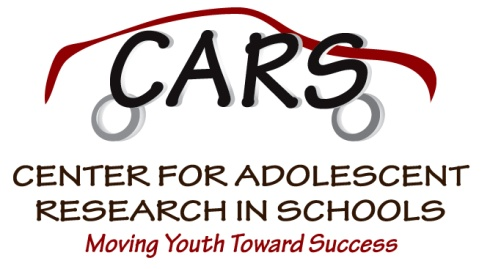 CARS
CENTER FOR ADOLESCENT
RESEARCH IN SCHOOLS
Moving Youth Toward Success